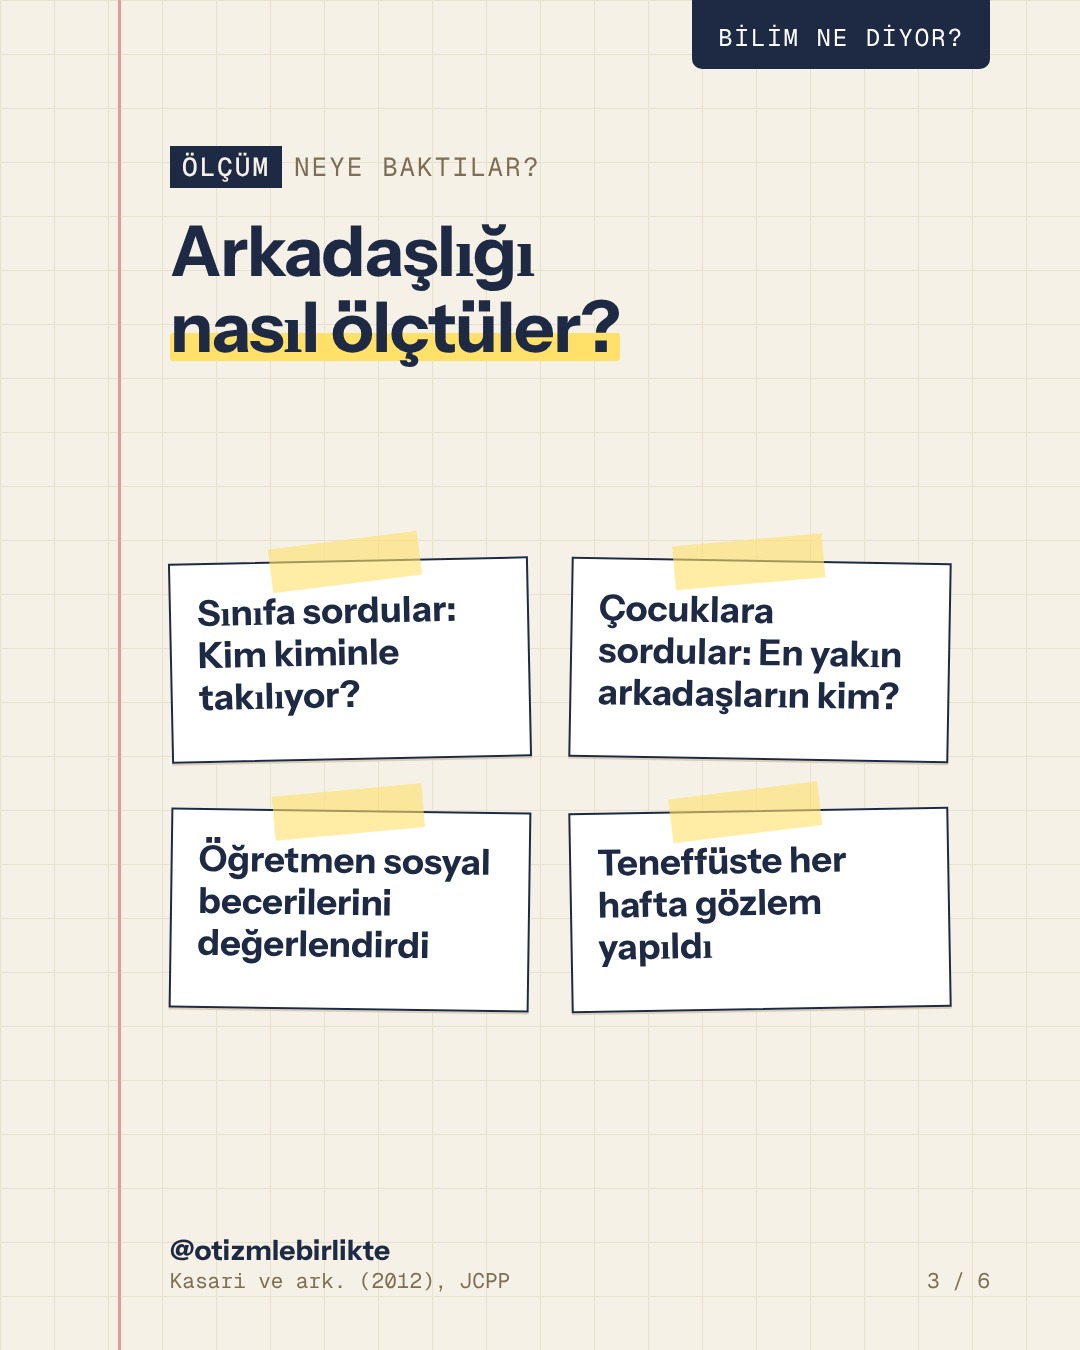 BİLİM NE DİYOR?
ÖLÇÜM NEYE BAKTILAR?
Arkadaşlığı
nasıl ölçtüler?
Sınıfa sordular:
Kim kiminle
takılıyor?
Çocuklara
sordular: En yakın
arkadaşların kim?
Öğretmen sosyal
becerilerini
değerlendirdi
Teneffüste her
hafta gözlem
yapıldı
@otizmlebirlikte
Kasari ve ark. (2012), JCPP
3 / 6